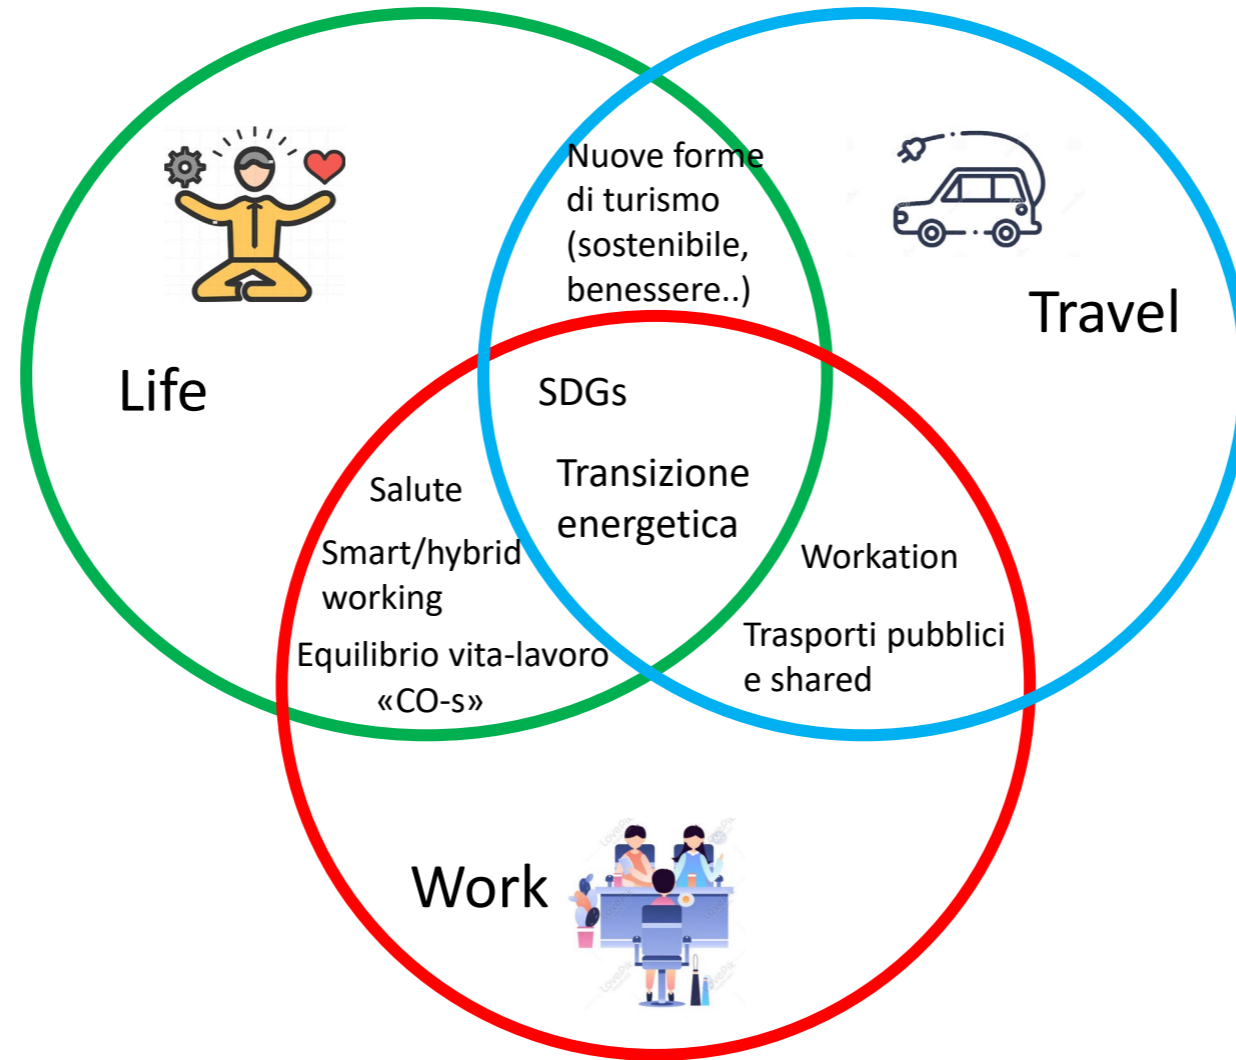 Nuove forme
di turismo
(sostenibile,
benessere..)
Travel
Life
SDGs
Transizione
energetica
Salute
Smart/hybrid
working
Equilibrio vita-lavoro
«CO-s»
Workation
Trasporti pubblici
e shared
Work